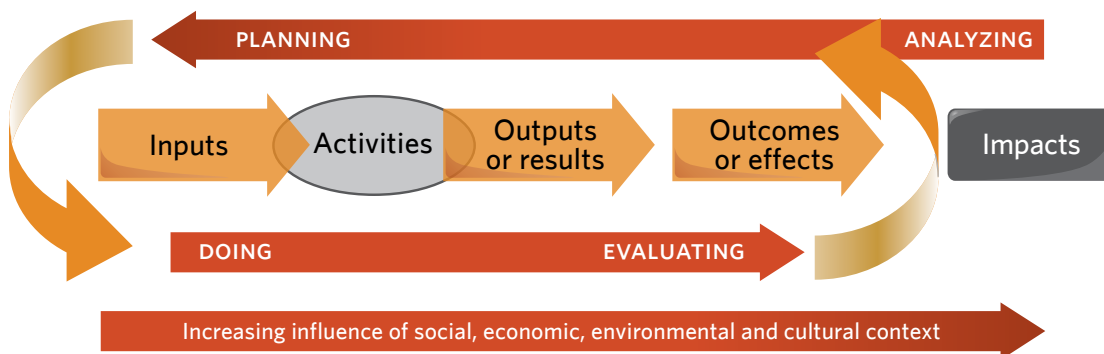 PLANNING
ANALYZING
Inputs
Activities
Outputs
or results
Outcomes
or effects
Impacts
DOING
EVALUATING
Increasing influence of social, economic, environmental and cultural context